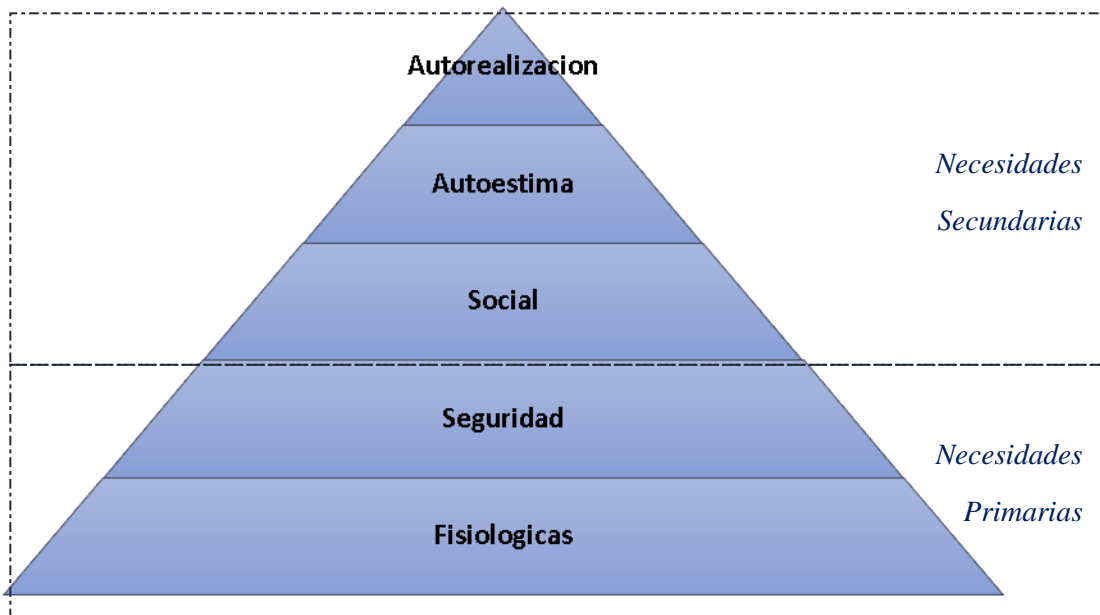 Autorealizacion
Autoestima
Necesidades
Secundarias
Social
Seguridad
Necesidades
Primarias
Fisiologicas